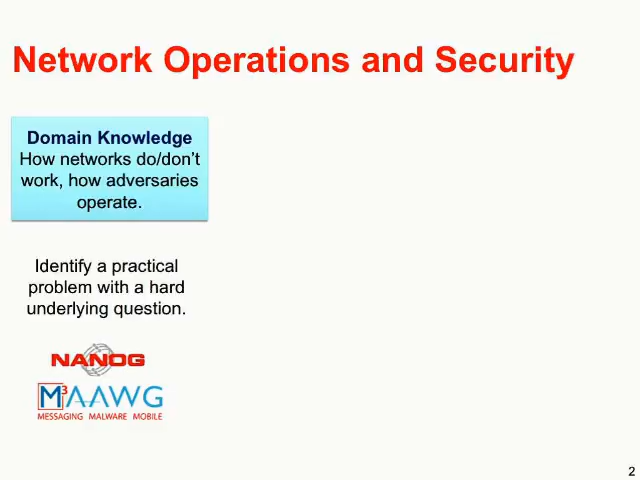 Network Operations and Security
Domain Knowledge
How networks do/don't
work, how adversaries
operate.
Identify a practical
problem with a hard
underlying question.
NANOG
M3AAWG
MESSAGING MALWARE MOBILE
2